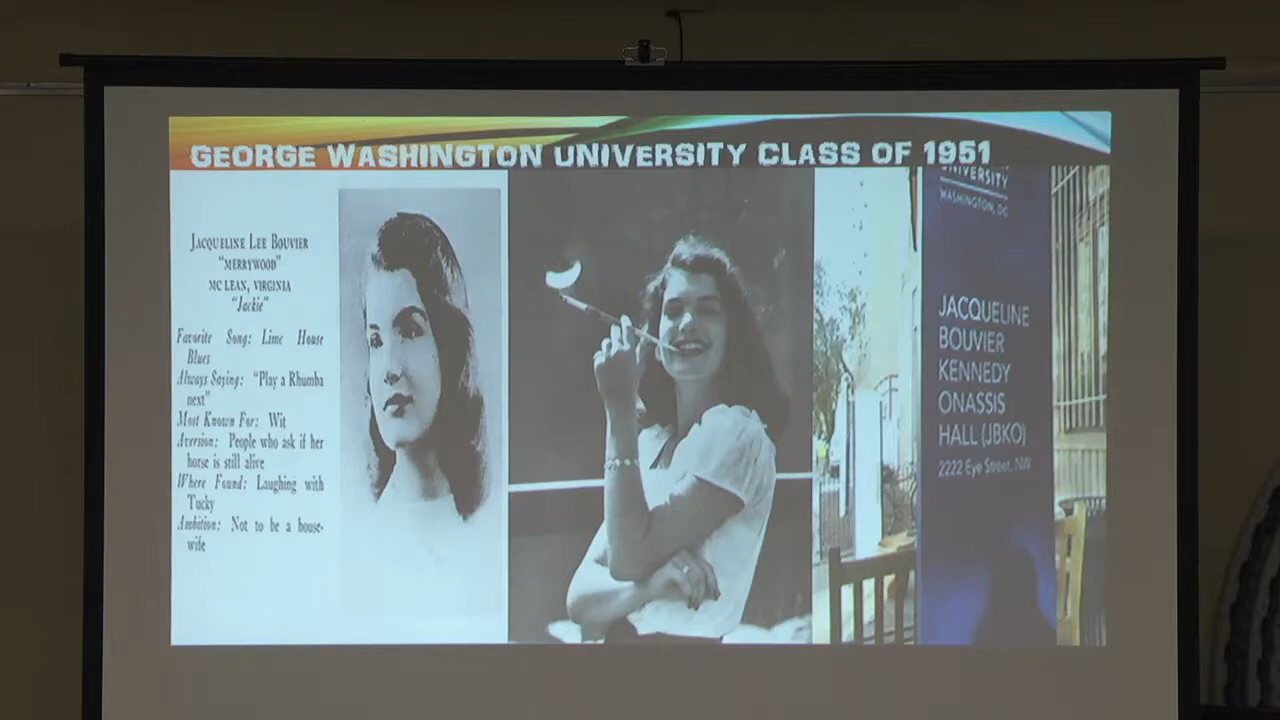 GEORGE WASHINGTON UNIVERSITY CLASS OF 1951
JACQUELINE LEE BOUVIER
"MERRYWOOD"
MC LEAN, VIRGINIA
"Jackie"
Favorite Song: Lime House
Blues
Always Saying: "Play a Rhumba
next"
Most Known For: Wit
Aversion: People who ask if her
horse is still alive
Where Found: Laughing with
Tucky
Ambition: Not to be a house-
wife
UNIVERSITY
WASHINGTON, DC
JACQUELINE
BOUVIER
KENNEDY
ONASSIS
HALL (JBKO)
2222 Eye Street, NW